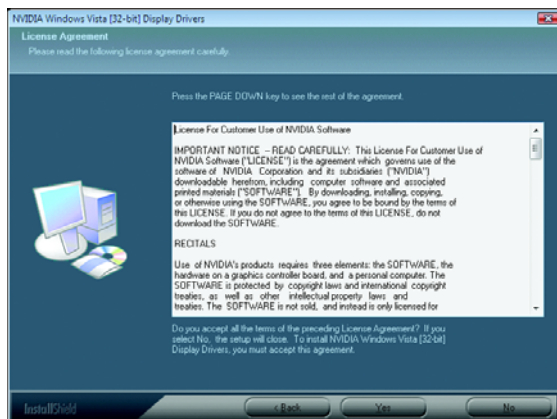 NVIDIA Windows Vista [32-bit] Display Drivers
License Agreement
Please read the following license agreement carefully.
Press the PAGE DOWN key to see the rest of the agreement.
License For Customer Use of NVIDIA Software
IMPORTANT NOTICE -- READ CAREFULLY: This License For Customer Use of
NVIDIA Software ("LICENSE") is the agreement which governs use of the
software of NVIDIA Corporation and its subsidiaries ("NVIDIA")
downloadable herefrom, including computer software and associated
printed materials ("SOFTWARE"). By downloading, installing, copying,
or otherwise using the SOFTWARE, you agree to be bound by the terms of
this LICENSE. If you do not agree to the terms of this LICENSE, do not
download the SOFTWARE.
RECITALS
Use of NVIDIA's products requires three elements: the SOFTWARE, the
hardware on a graphics controller board, and a personal computer. The
SOFTWARE is protected by copyright laws and international copyright
treaties, as well as other intellectual property laws and
treaties. The SOFTWARE is not sold, and instead is only licensed for
Do you accept all the terms of the preceding License Agreement? If you
select No, the setup will close. To install NVIDIA Windows Vista [32-bit]
Display Drivers, you must accept this agreement.
InstallShield
< Back
Yes
No